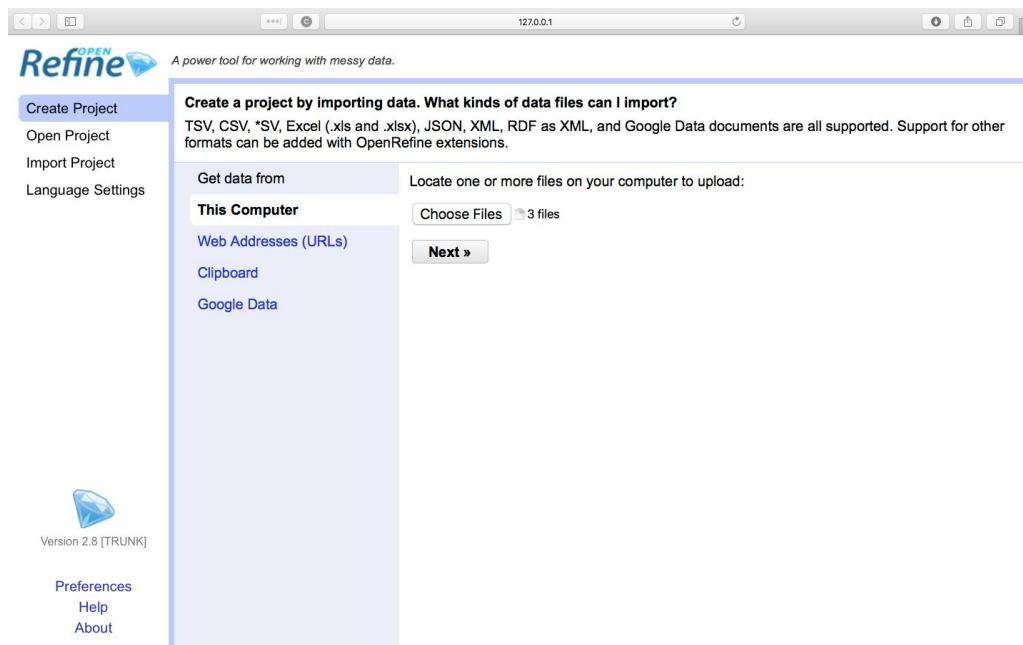 127.0.0.1
OPEN
Refine
A power tool for working with messy data.
Create Project
Open Project
Import Project
Language Settings
Create a project by importing data. What kinds of data files can I import?
TSV, CSV, *SV, Excel (.xls and .xlsx), JSON, XML, RDF as XML, and Google Data documents are all supported. Support for other
formats can be added with OpenRefine extensions.
Get data from
This Computer
Web Addresses (URLs)
Clipboard
Google Data
Locate one or more files on your computer to upload:
Choose Files 3 files
Next »
Version 2.8 [TRUNK]
Preferences
Help
About